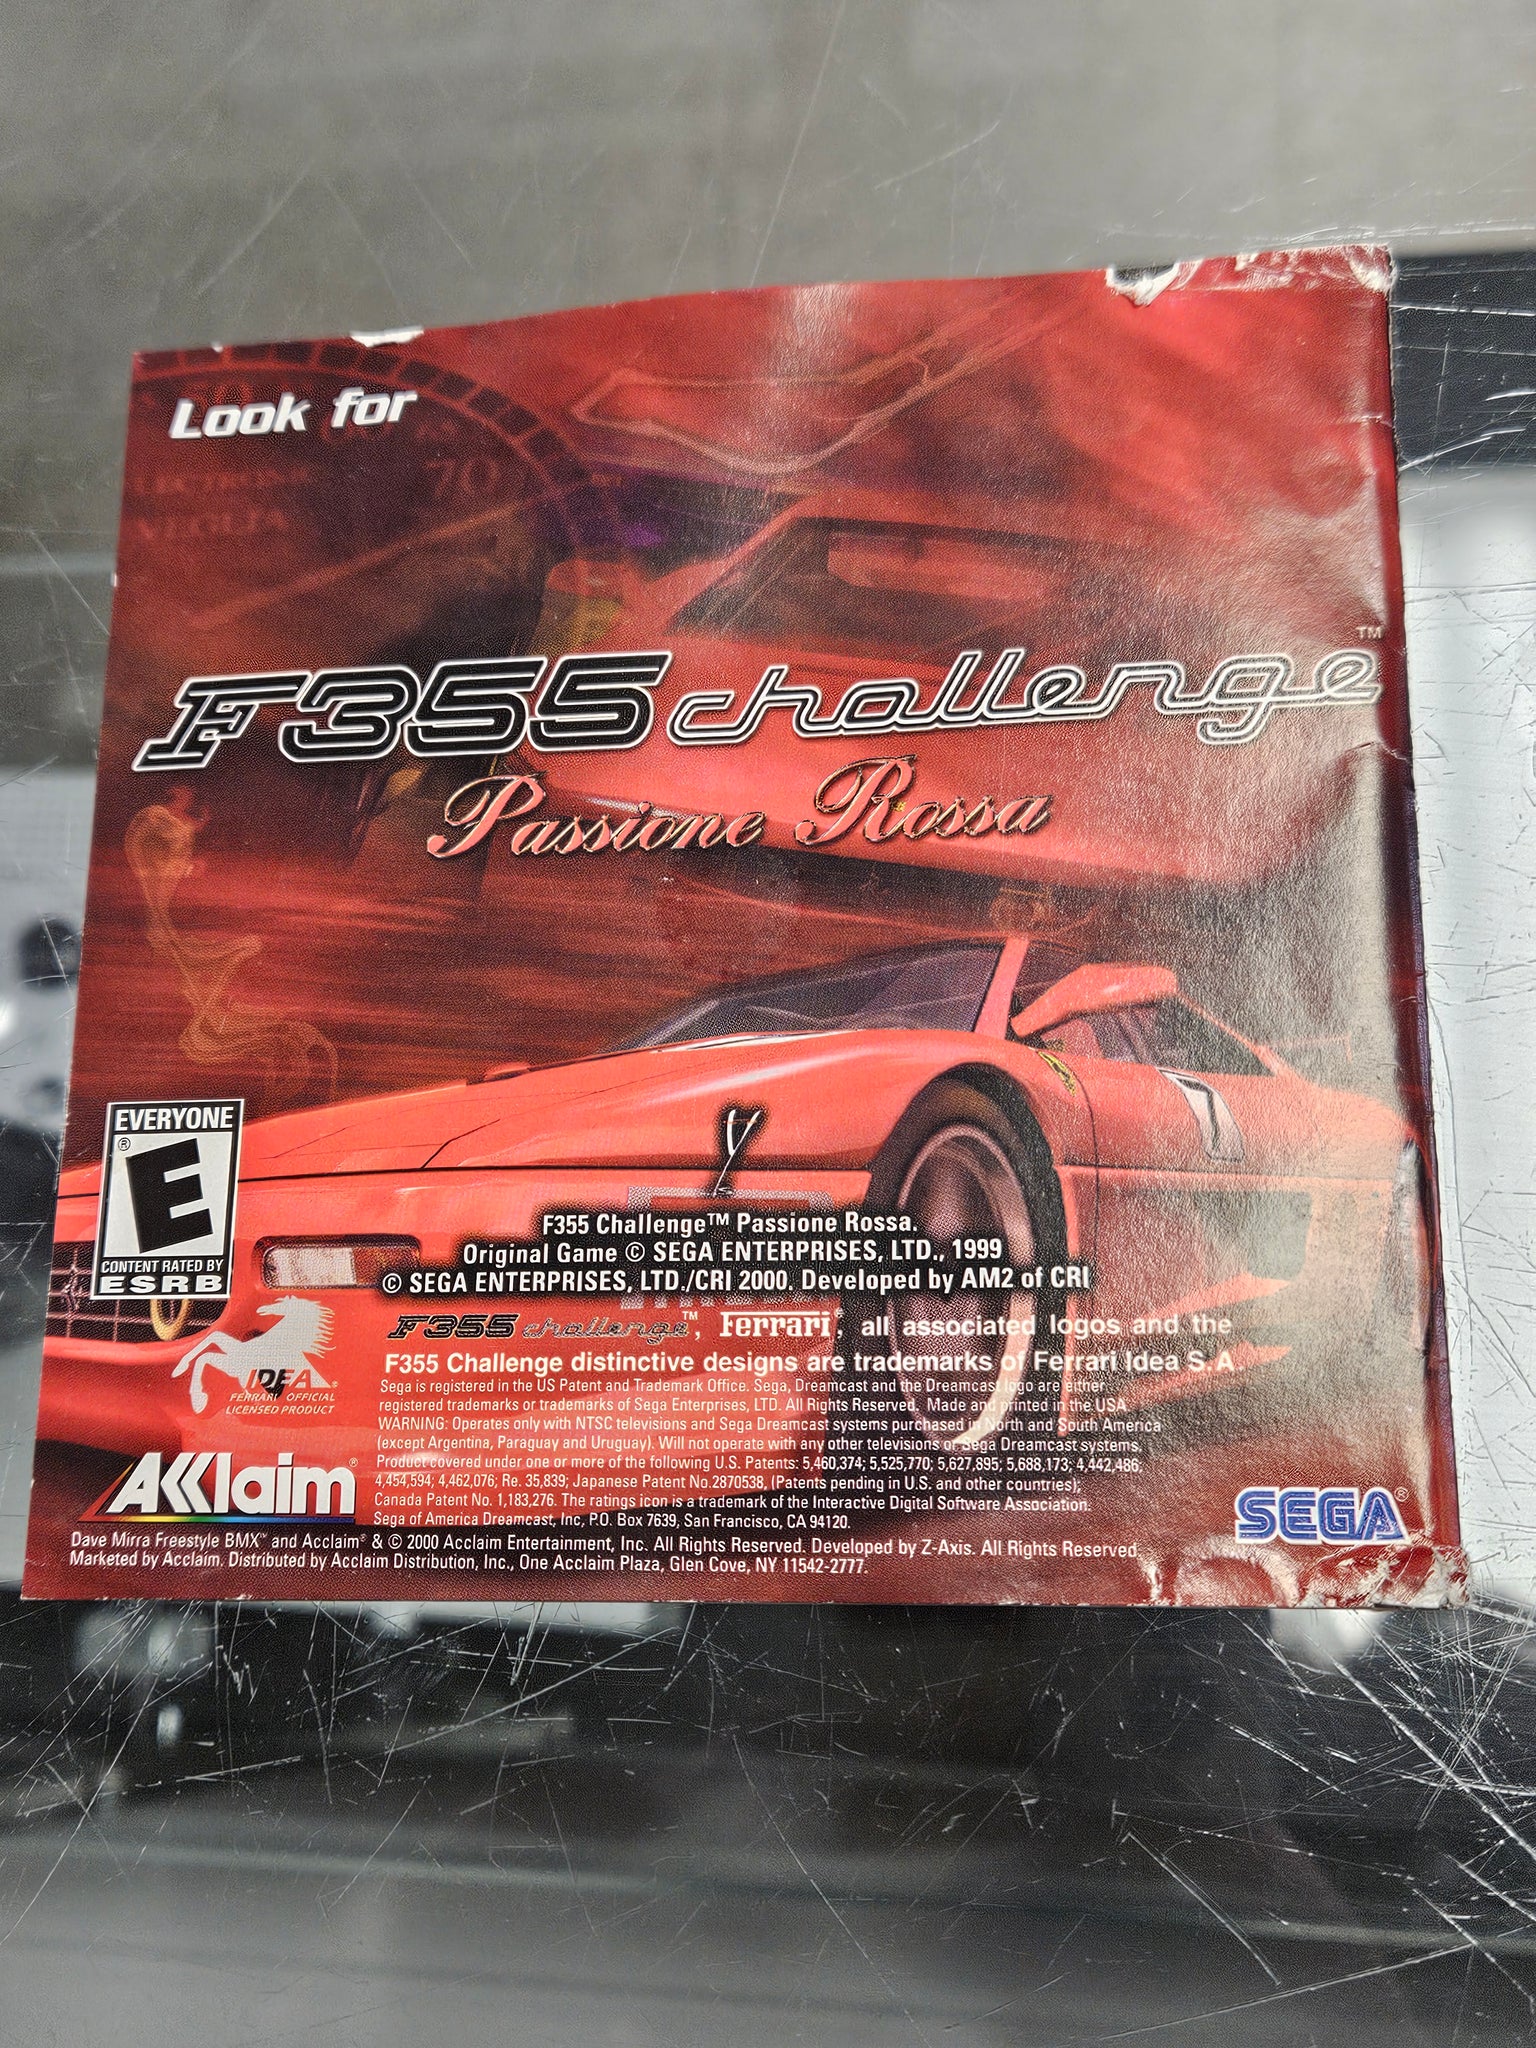 Look for
70
F355 challenge™
Passione Rossa
EVERYONE
E®
CONTENT RATED BY
ESRB
F355 Challenge™ Passione Rossa.
Original Game © SEGA ENTERPRISES, LTD., 1999
© SEGA ENTERPRISES, LTD./CRI 2000. Developed by AM2 of CRI
F355 challenge™, Ferrari®, all associated logos and the
F355 Challenge distinctive designs are trademarks of Ferrari Idea S.A.
IDEA
FERRARI OFFICIAL
LICENSED PRODUCT
Sega is registered in the US Patent and Trademark Office. Sega, Dreamcast and the Dreamcast logo are either
registered trademarks or trademarks of Sega Enterprises, LTD. All Rights Reserved. Made and printed in the USA.
WARNING: Operates only with NTSC televisions and Sega Dreamcast systems purchased in North and South America
(except Argentina, Paraguay and Uruguay). Will not operate with any other televisions or Sega Dreamcast systems.
Product covered under one or more of the following U.S. Patents: 5,460,374; 5,525,770; 5,627,895; 5,688,173; 4,442,486;
4,454,594; 4,462,076; Re. 35,839; Japanese Patent No.2870538, (Patents pending in U.S. and other countries);
Canada Patent No. 1,183,276. The ratings icon is a trademark of the Interactive Digital Software Association.
Sega of America Dreamcast, Inc, P.O. Box 7639, San Francisco, CA 94120.
AKKlaim®
SEGA®
Dave Mirra Freestyle BMX™ and Acclaim® & © 2000 Acclaim Entertainment, Inc. All Rights Reserved. Developed by Z-Axis. All Rights Reserved.
Marketed by Acclaim. Distributed by Acclaim Distribution, Inc., One Acclaim Plaza, Glen Cove, NY 11542-2777.